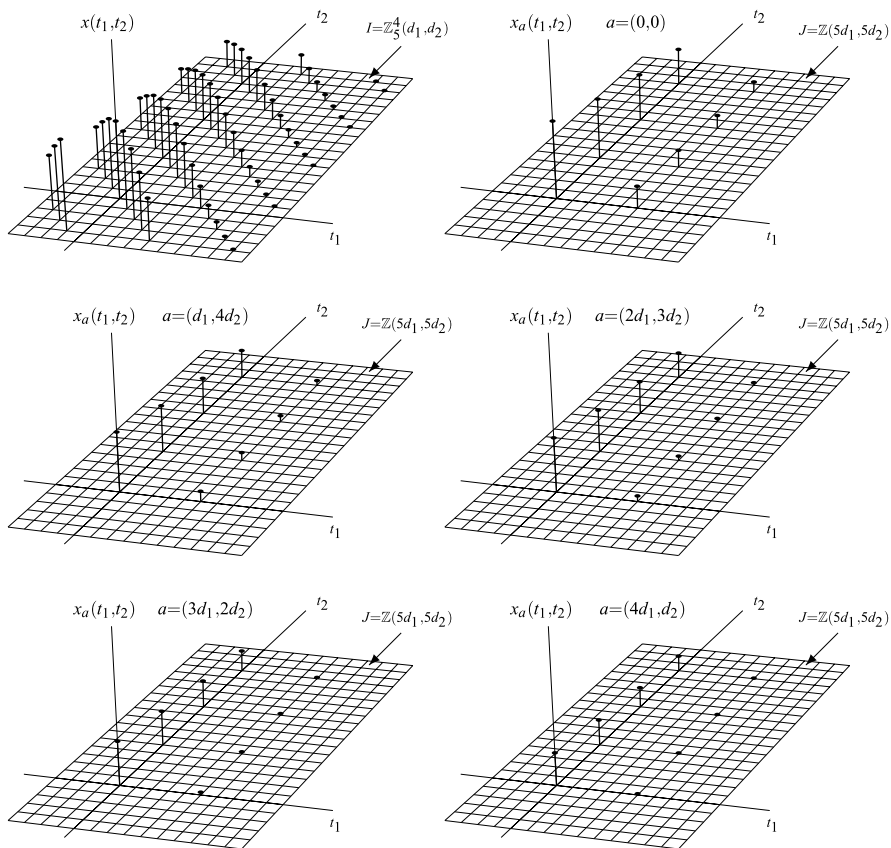 x(t₁,t₂)
t₂
I=ℤ₅⁴(d₁,d₂)
t₁
xₐ(t₁,t₂) a=(0,0)
t₂
J=ℤ(5d₁,5d₂)
t₁
xₐ(t₁,t₂) a=(d₁,4d₂)
t₂
J=ℤ(5d₁,5d₂)
t₁
xₐ(t₁,t₂) a=(2d₁,3d₂)
t₂
J=ℤ(5d₁,5d₂)
t₁
xₐ(t₁,t₂) a=(3d₁,2d₂)
t₂
J=ℤ(5d₁,5d₂)
t₁
xₐ(t₁,t₂) a=(4d₁,d₂)
t₂
J=ℤ(5d₁,5d₂)
t₁